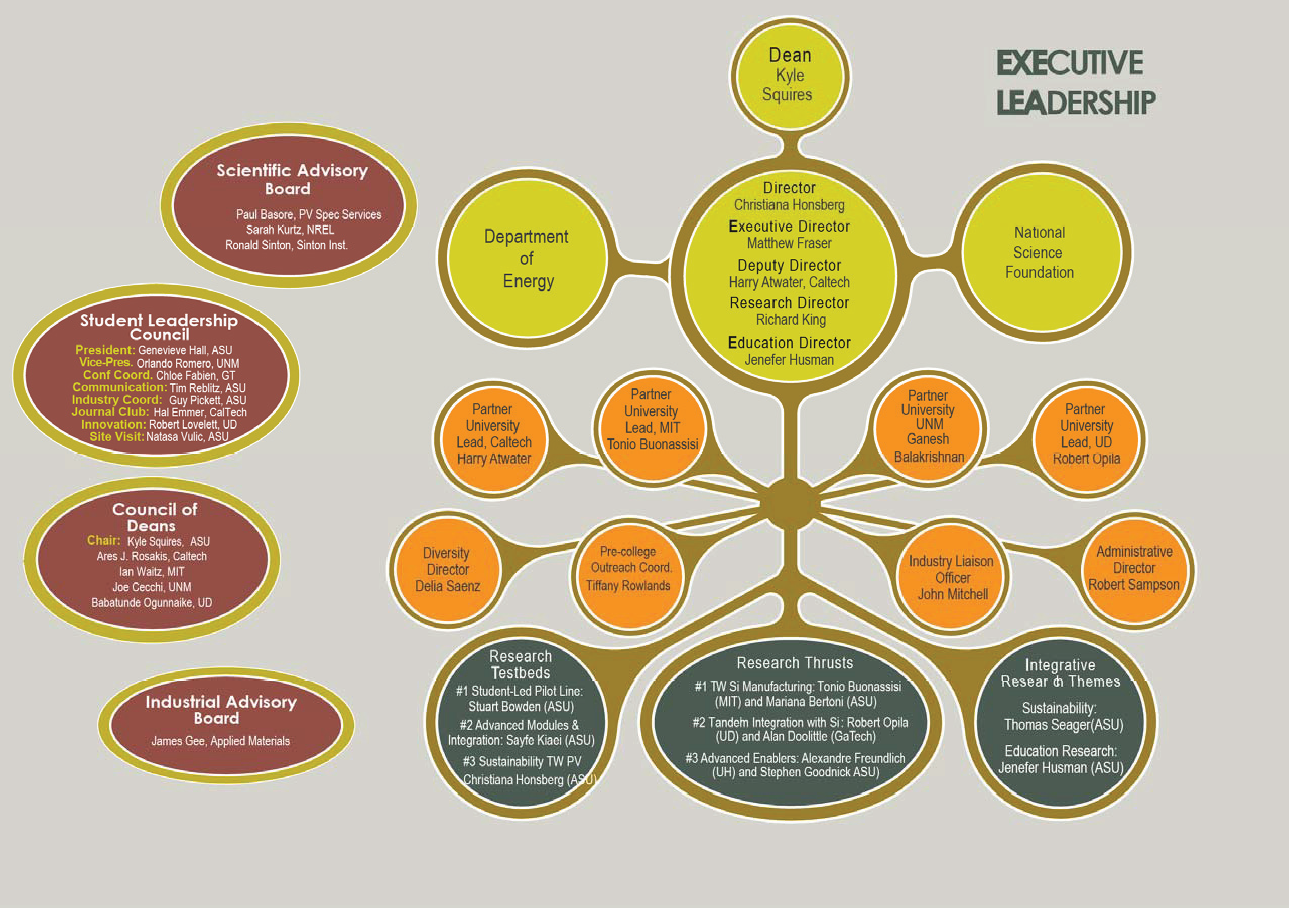 EXECUTIVE
LEADERSHIP
Dean
Kyle
Squires
Scientific Advisory
Board
Paul Basore, PV Spec Services
Sarah Kurtz, NREL
Ronald Sinton, Sinton Inst.
Student Leadership
Council
President: Genevieve Hall, ASU
Vice-Pres. Orlando Romero, UNM
Conf Coord. Chloe Fabien, GT
Communication: Tim Reblitz, ASU
Industry Coord: Guy Pickett, ASU
Journal Club: Hal Emmer, CalTech
Innovation: Robert Lovelett, UD
Site Visit: Natasa Vulic, ASU
Council of
Deans
Chair: Kyle Squires, ASU
Ares J. Rosakis, Caltech
Ian Waitz, MIT
Joe Cecchi, UNM
Babatunde Ogunnaike, UD
Industrial Advisory
Board
James Gee, Applied Materials
Department
of
Energy
Director
Christiana Honsberg
Executive Director
Matthew Fraser
Deputy Director
Harry Atwater, Caltech
Research Director
Richard King
Education Director
Jenefer Husman
National
Science
Foundation
Partner
University
Lead, Caltech
Harry Atwater
Partner
University
Lead, MIT
Tonio Buonassisi
Partner
University
UNM
Ganesh
Balakrishnan
Partner
University
Lead, UD
Robert Opila
Diversity
Director
Delia Saenz
Pre-college
Outreach Coord.
Tiffany Rowlands
Industry Liaison
Officer
John Mitchell
Administrative
Director
Robert Sampson
Research
Testbeds
#1 Student-Led Pilot Line:
Stuart Bowden (ASU)
#2 Advanced Modules &
Integration: Sayfe Kiaei (ASU)
#3 Sustainability TW PV
Christiana Honsberg (ASU)
Research Thrusts
#1 TW Si Manufacturing: Tonio Buonassisi
(MIT) and Mariana Bertoni (ASU)
#2 Tandem Integration with Si: Robert Opila
(UD) and Alan Doolittle (GaTech)
#3 Advanced Enablers: Alexandre Freundlich
(UH) and Stephen Goodnick ASU)
Integrative
Research Themes
Sustainability:
Thomas Seager(ASU)
Education Research:
Jenefer Husman (ASU)